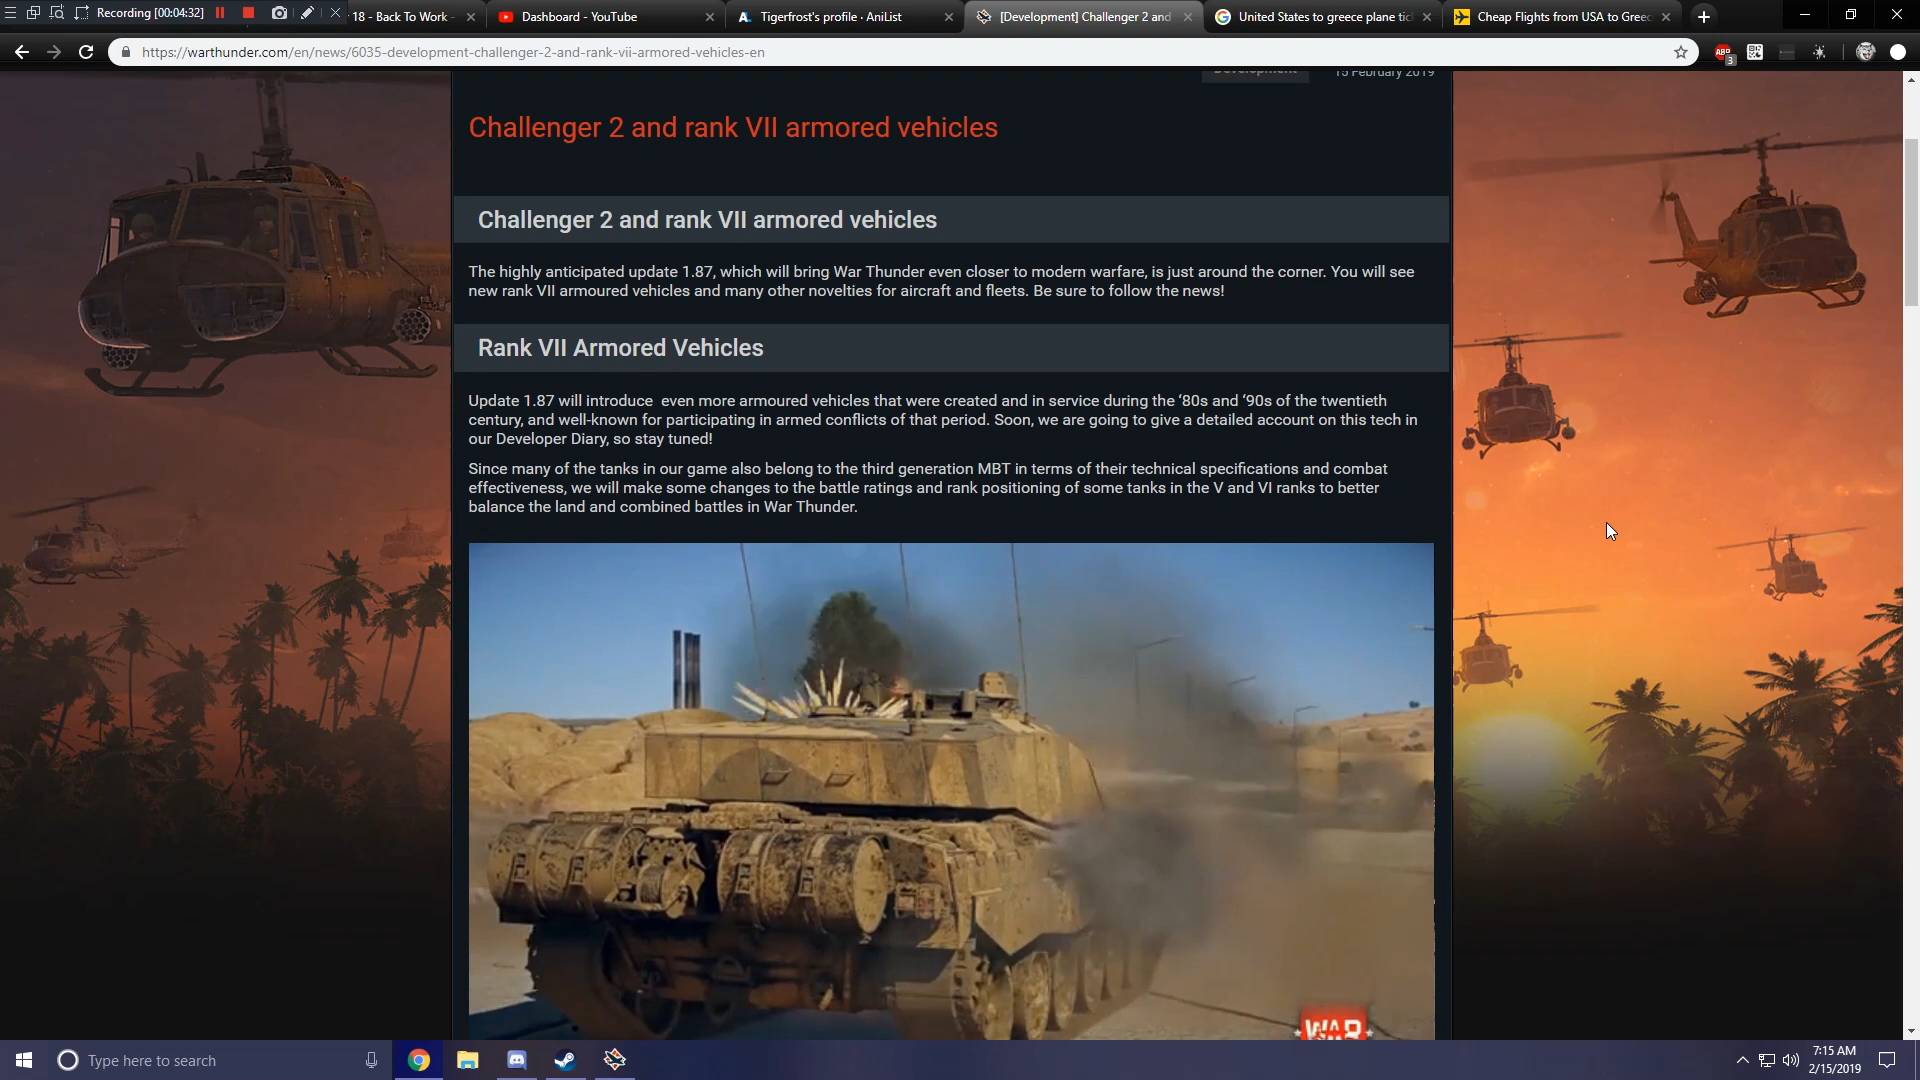 Recording [00:04:32]
18 - Back To Work -
Dashboard - YouTube
Tigerfrost's profile · AniList
[Development] Challenger 2 and
United States to greece plane tic
Cheap Flights from USA to Greec
https://warthunder.com/en/news/6035-development-challenger-2-and-rank-vii-armored-vehicles-en
ABP
3
Development
15 February 2019
Challenger 2 and rank VII armored vehicles
Challenger 2 and rank VII armored vehicles
The highly anticipated update 1.87, which will bring War Thunder even closer to modern warfare, is just around the corner. You will see
new rank VII armoured vehicles and many other novelties for aircraft and fleets. Be sure to follow the news!
Rank VII Armored Vehicles
Update 1.87 will introduce even more armoured vehicles that were created and in service during the ‘80s and ‘90s of the twentieth
century, and well-known for participating in armed conflicts of that period. Soon, we are going to give a detailed account on this tech in
our Developer Diary, so stay tuned!
Since many of the tanks in our game also belong to the third generation MBT in terms of their technical specifications and combat
effectiveness, we will make some changes to the battle ratings and rank positioning of some tanks in the V and VI ranks to better
balance the land and combined battles in War Thunder.
WAR
Type here to search
7:15 AM
2/15/2019